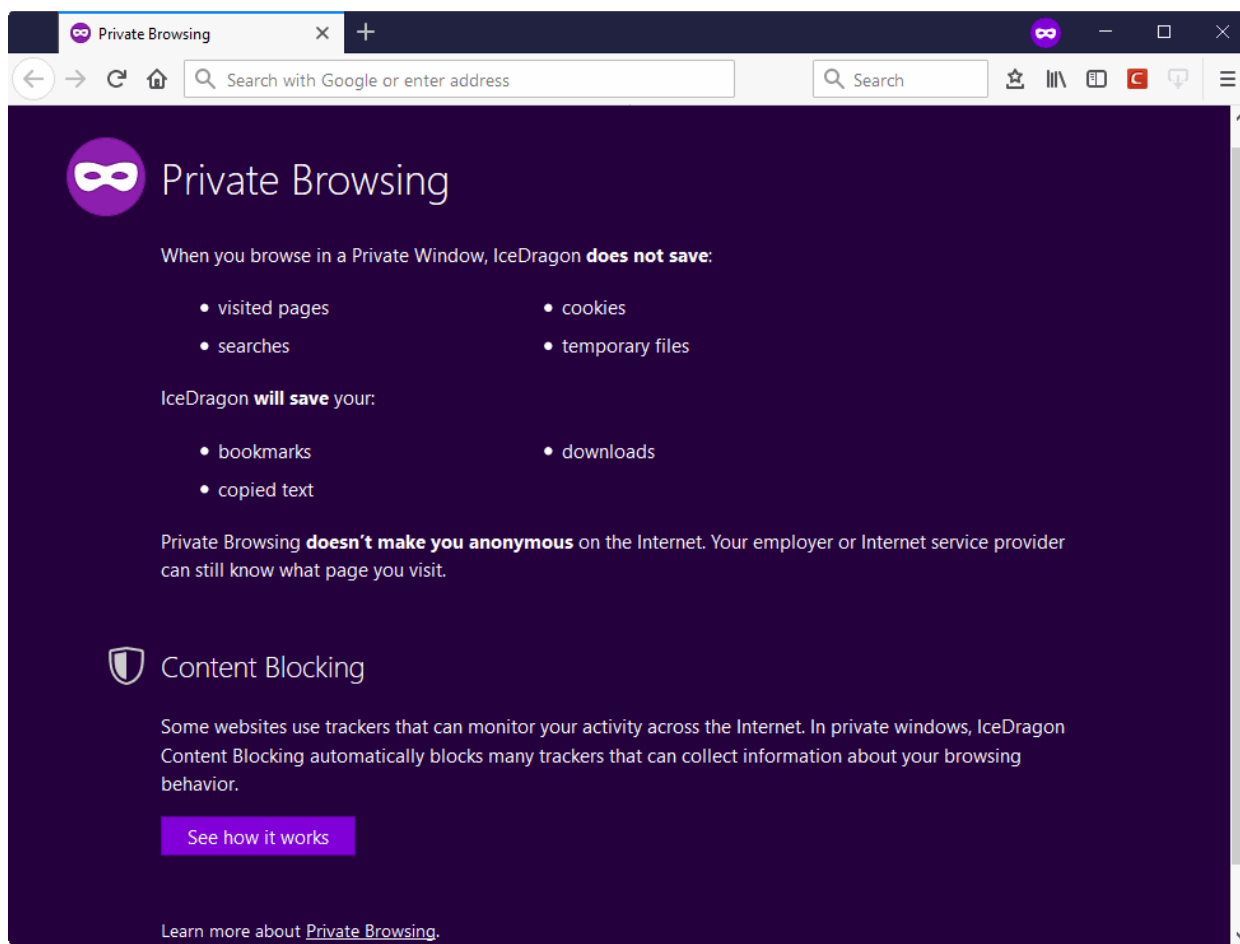 Private Browsing
Search with Google or enter address
Search
C
Private Browsing
When you browse in a Private Window, IceDragon does not save:
• visited pages
• cookies
• searches
• temporary files
IceDragon will save your:
• bookmarks
• downloads
• copied text
Private Browsing doesn’t make you anonymous on the Internet. Your employer or Internet service provider
can still know what page you visit.
Content Blocking
Some websites use trackers that can monitor your activity across the Internet. In private windows, IceDragon
Content Blocking automatically blocks many trackers that can collect information about your browsing
behavior.
See how it works
Learn more about Private Browsing.